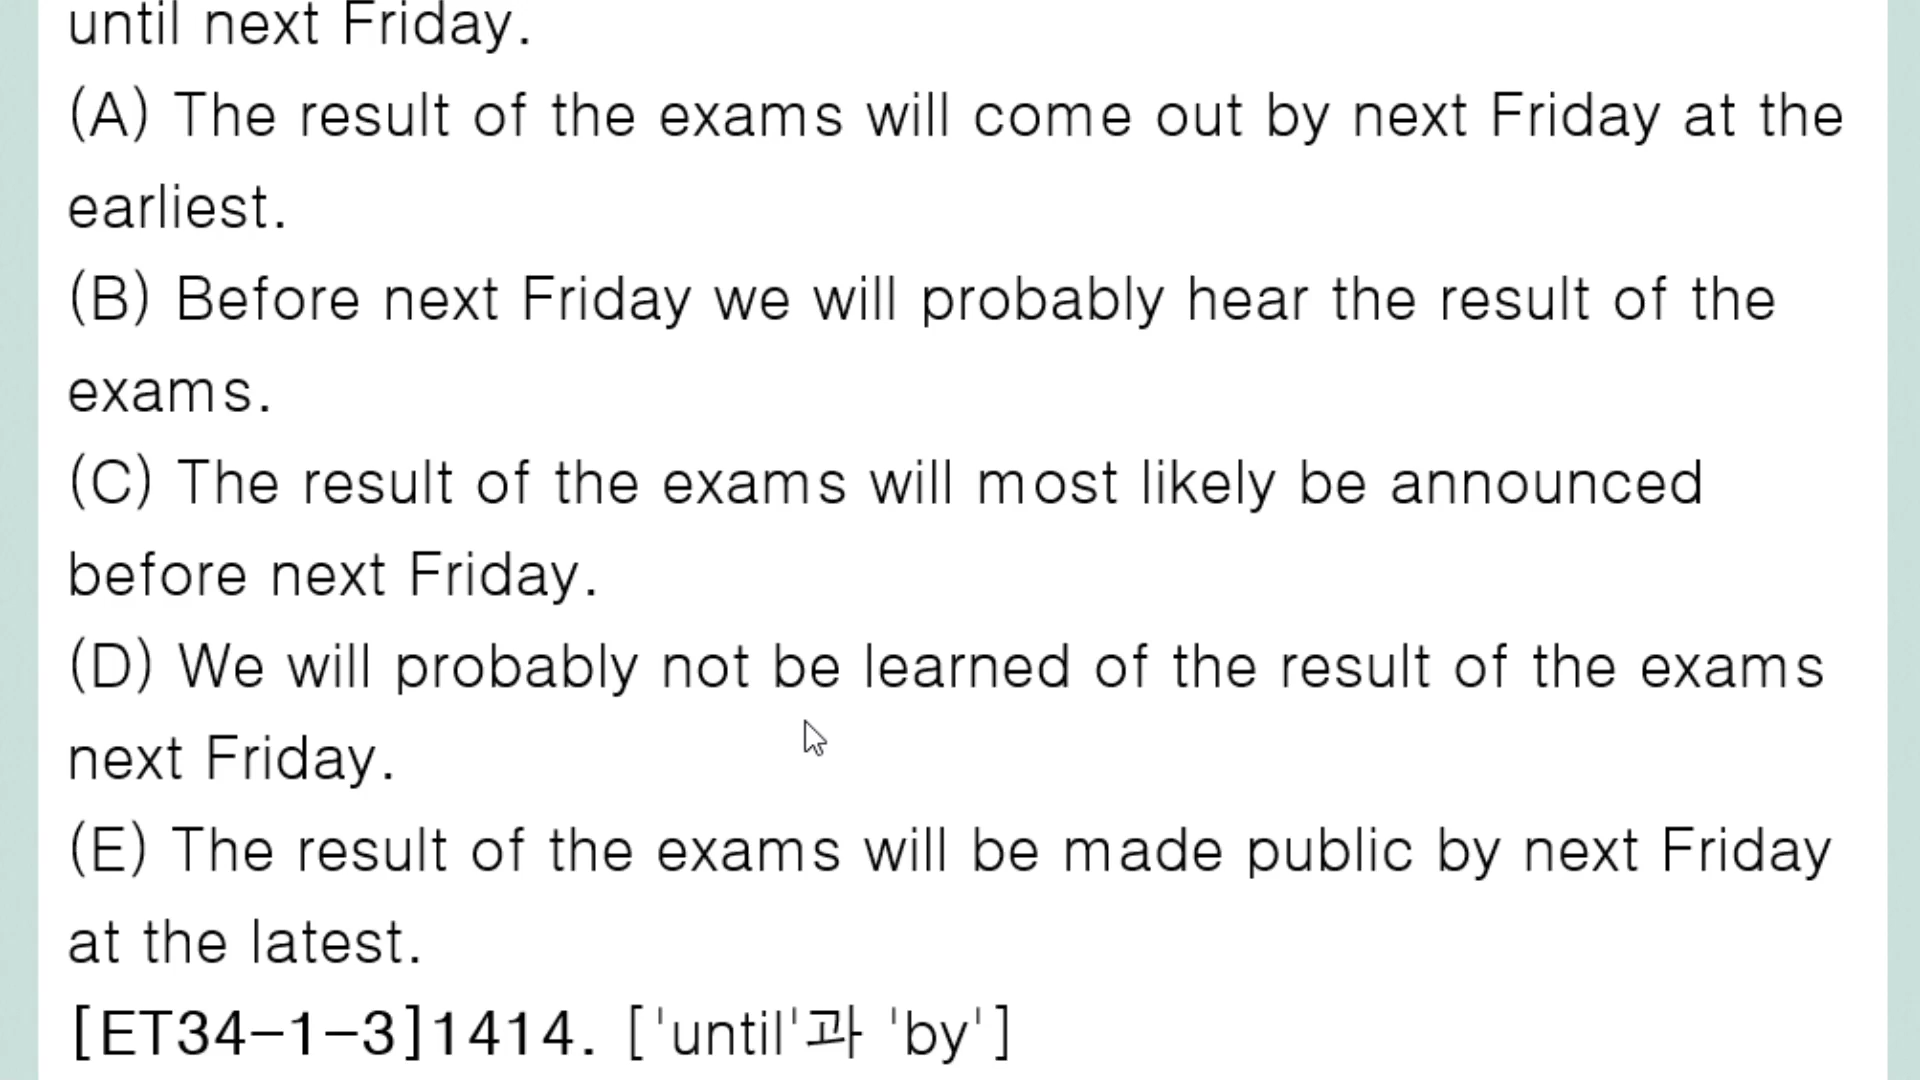 until next Friday.
(A) The result of the exams will come out by next Friday at the
earliest.
(B) Before next Friday we will probably hear the result of the
exams.
(C) The result of the exams will most likely be announced
before next Friday.
(D) We will probably not be learned of the result of the exams
next Friday.
(E) The result of the exams will be made public by next Friday
at the latest.
[ET34-1-3]1414. ['until'과 'by']